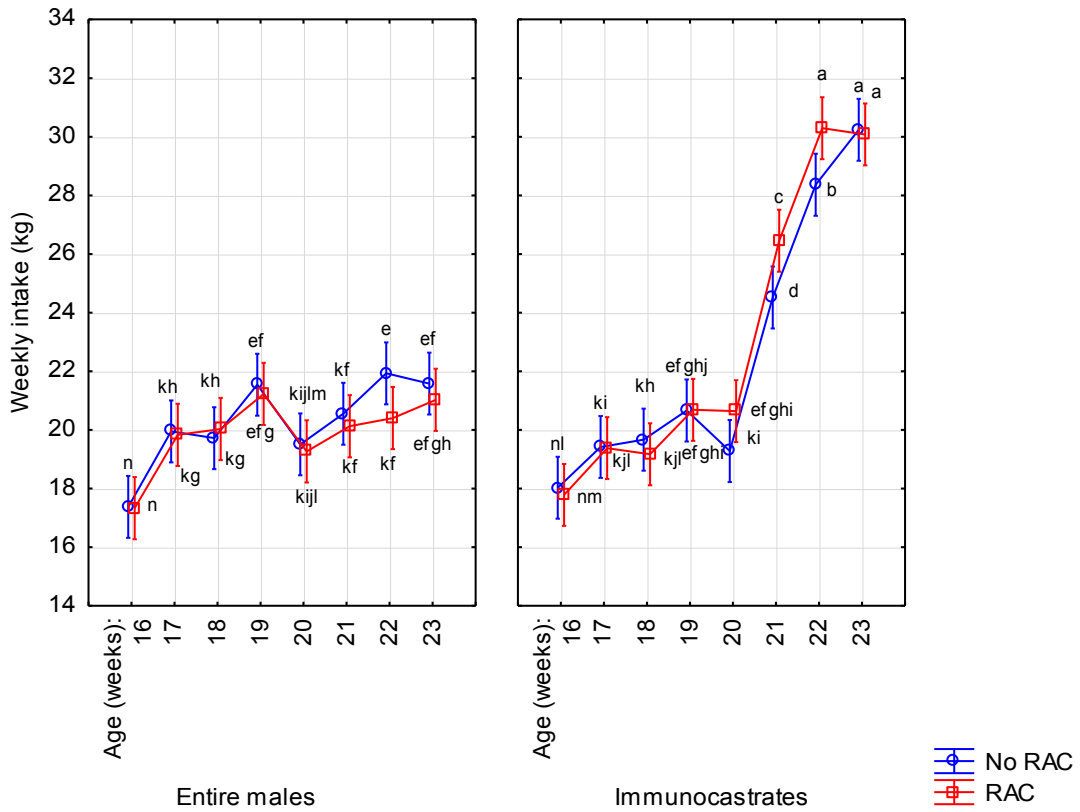 34
32
30
28
26
24
22
20
18
16
14
Weekly intake (kg)
n
n
kh
kg
kh
kg
ef
efg
kijlm
kijl
kf
kf
e
kf
ef
efgh
nl
nm
ki
kjl
kh
kjl
efghj
efghi
efghi
ki
c
d
a
b
a
a
Age (weeks):
16
17
18
19
20
21
22
23
Age (weeks):
16
17
18
19
20
21
22
23
Entire males
Immunocastrates
No RAC
RAC